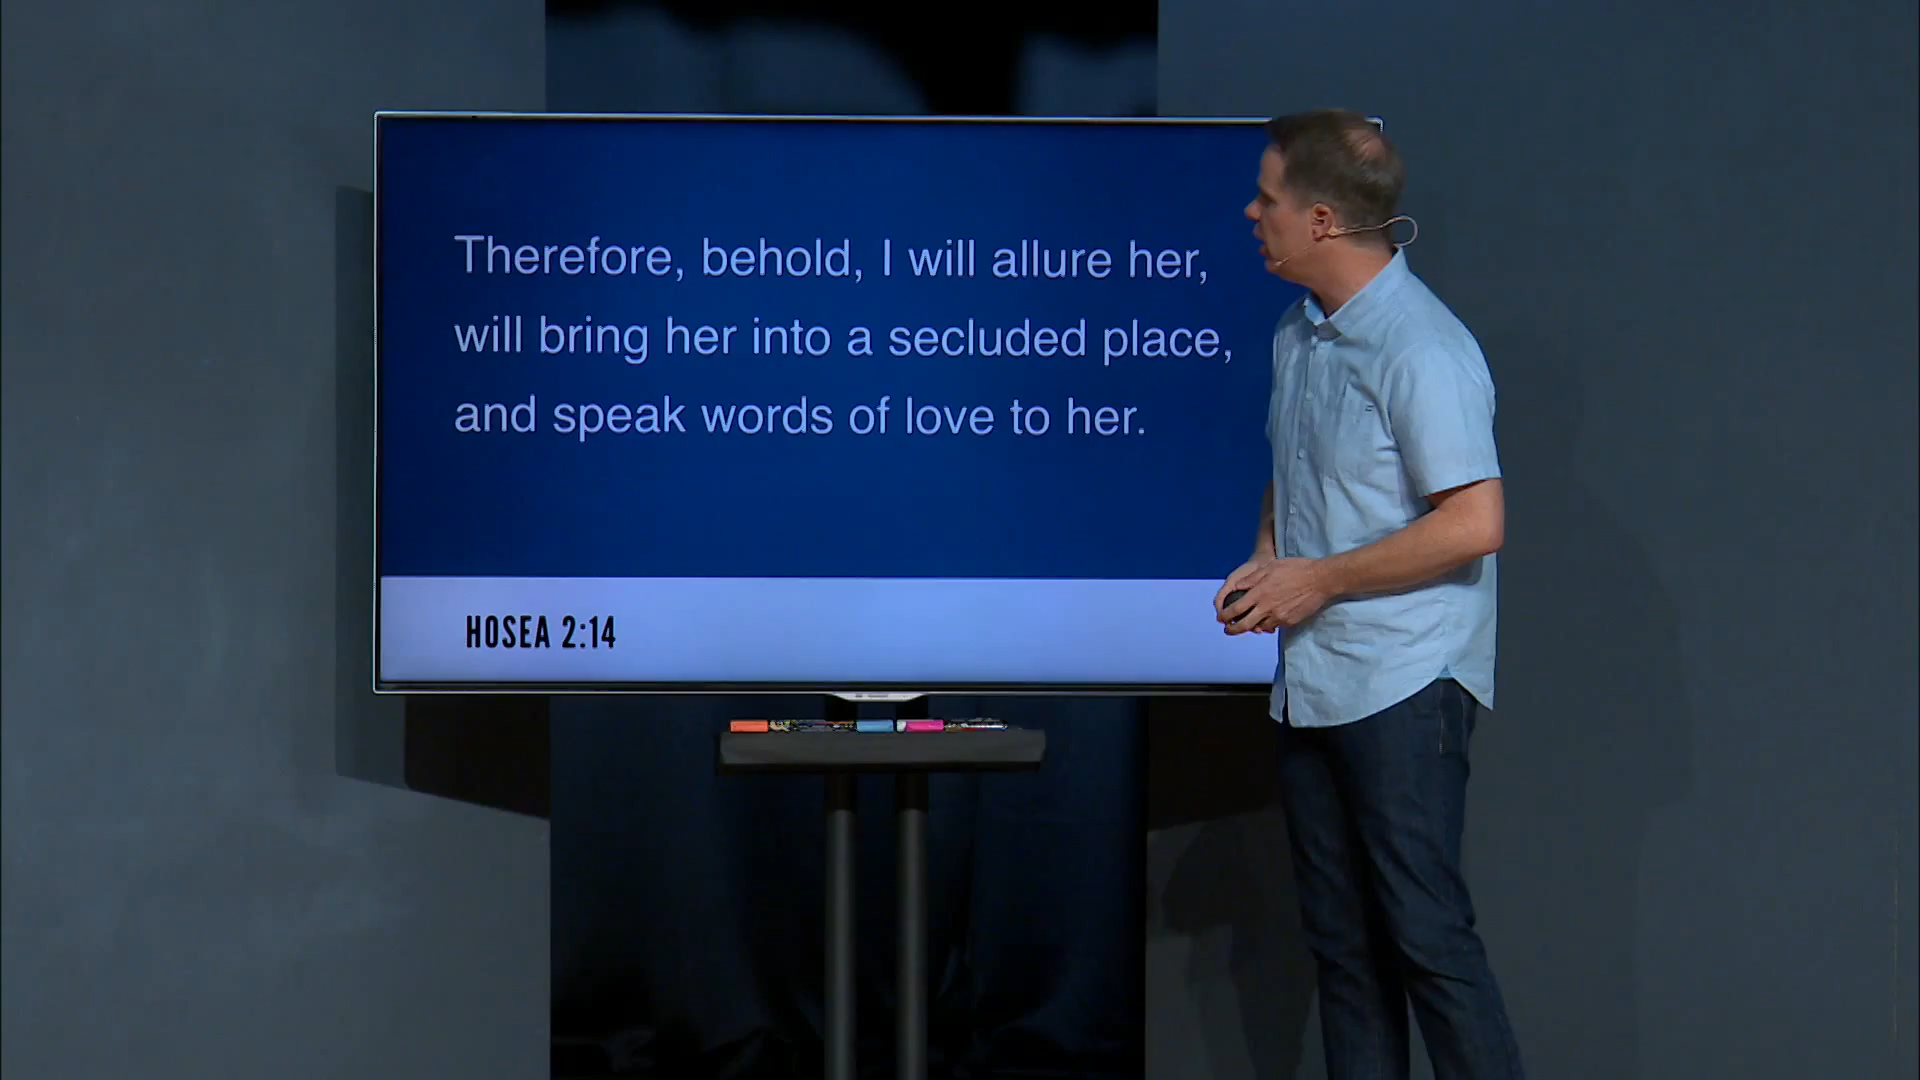 Therefore, behold, I will allure her,
will bring her into a secluded place,
and speak words of love to her.
HOSEA 2:14